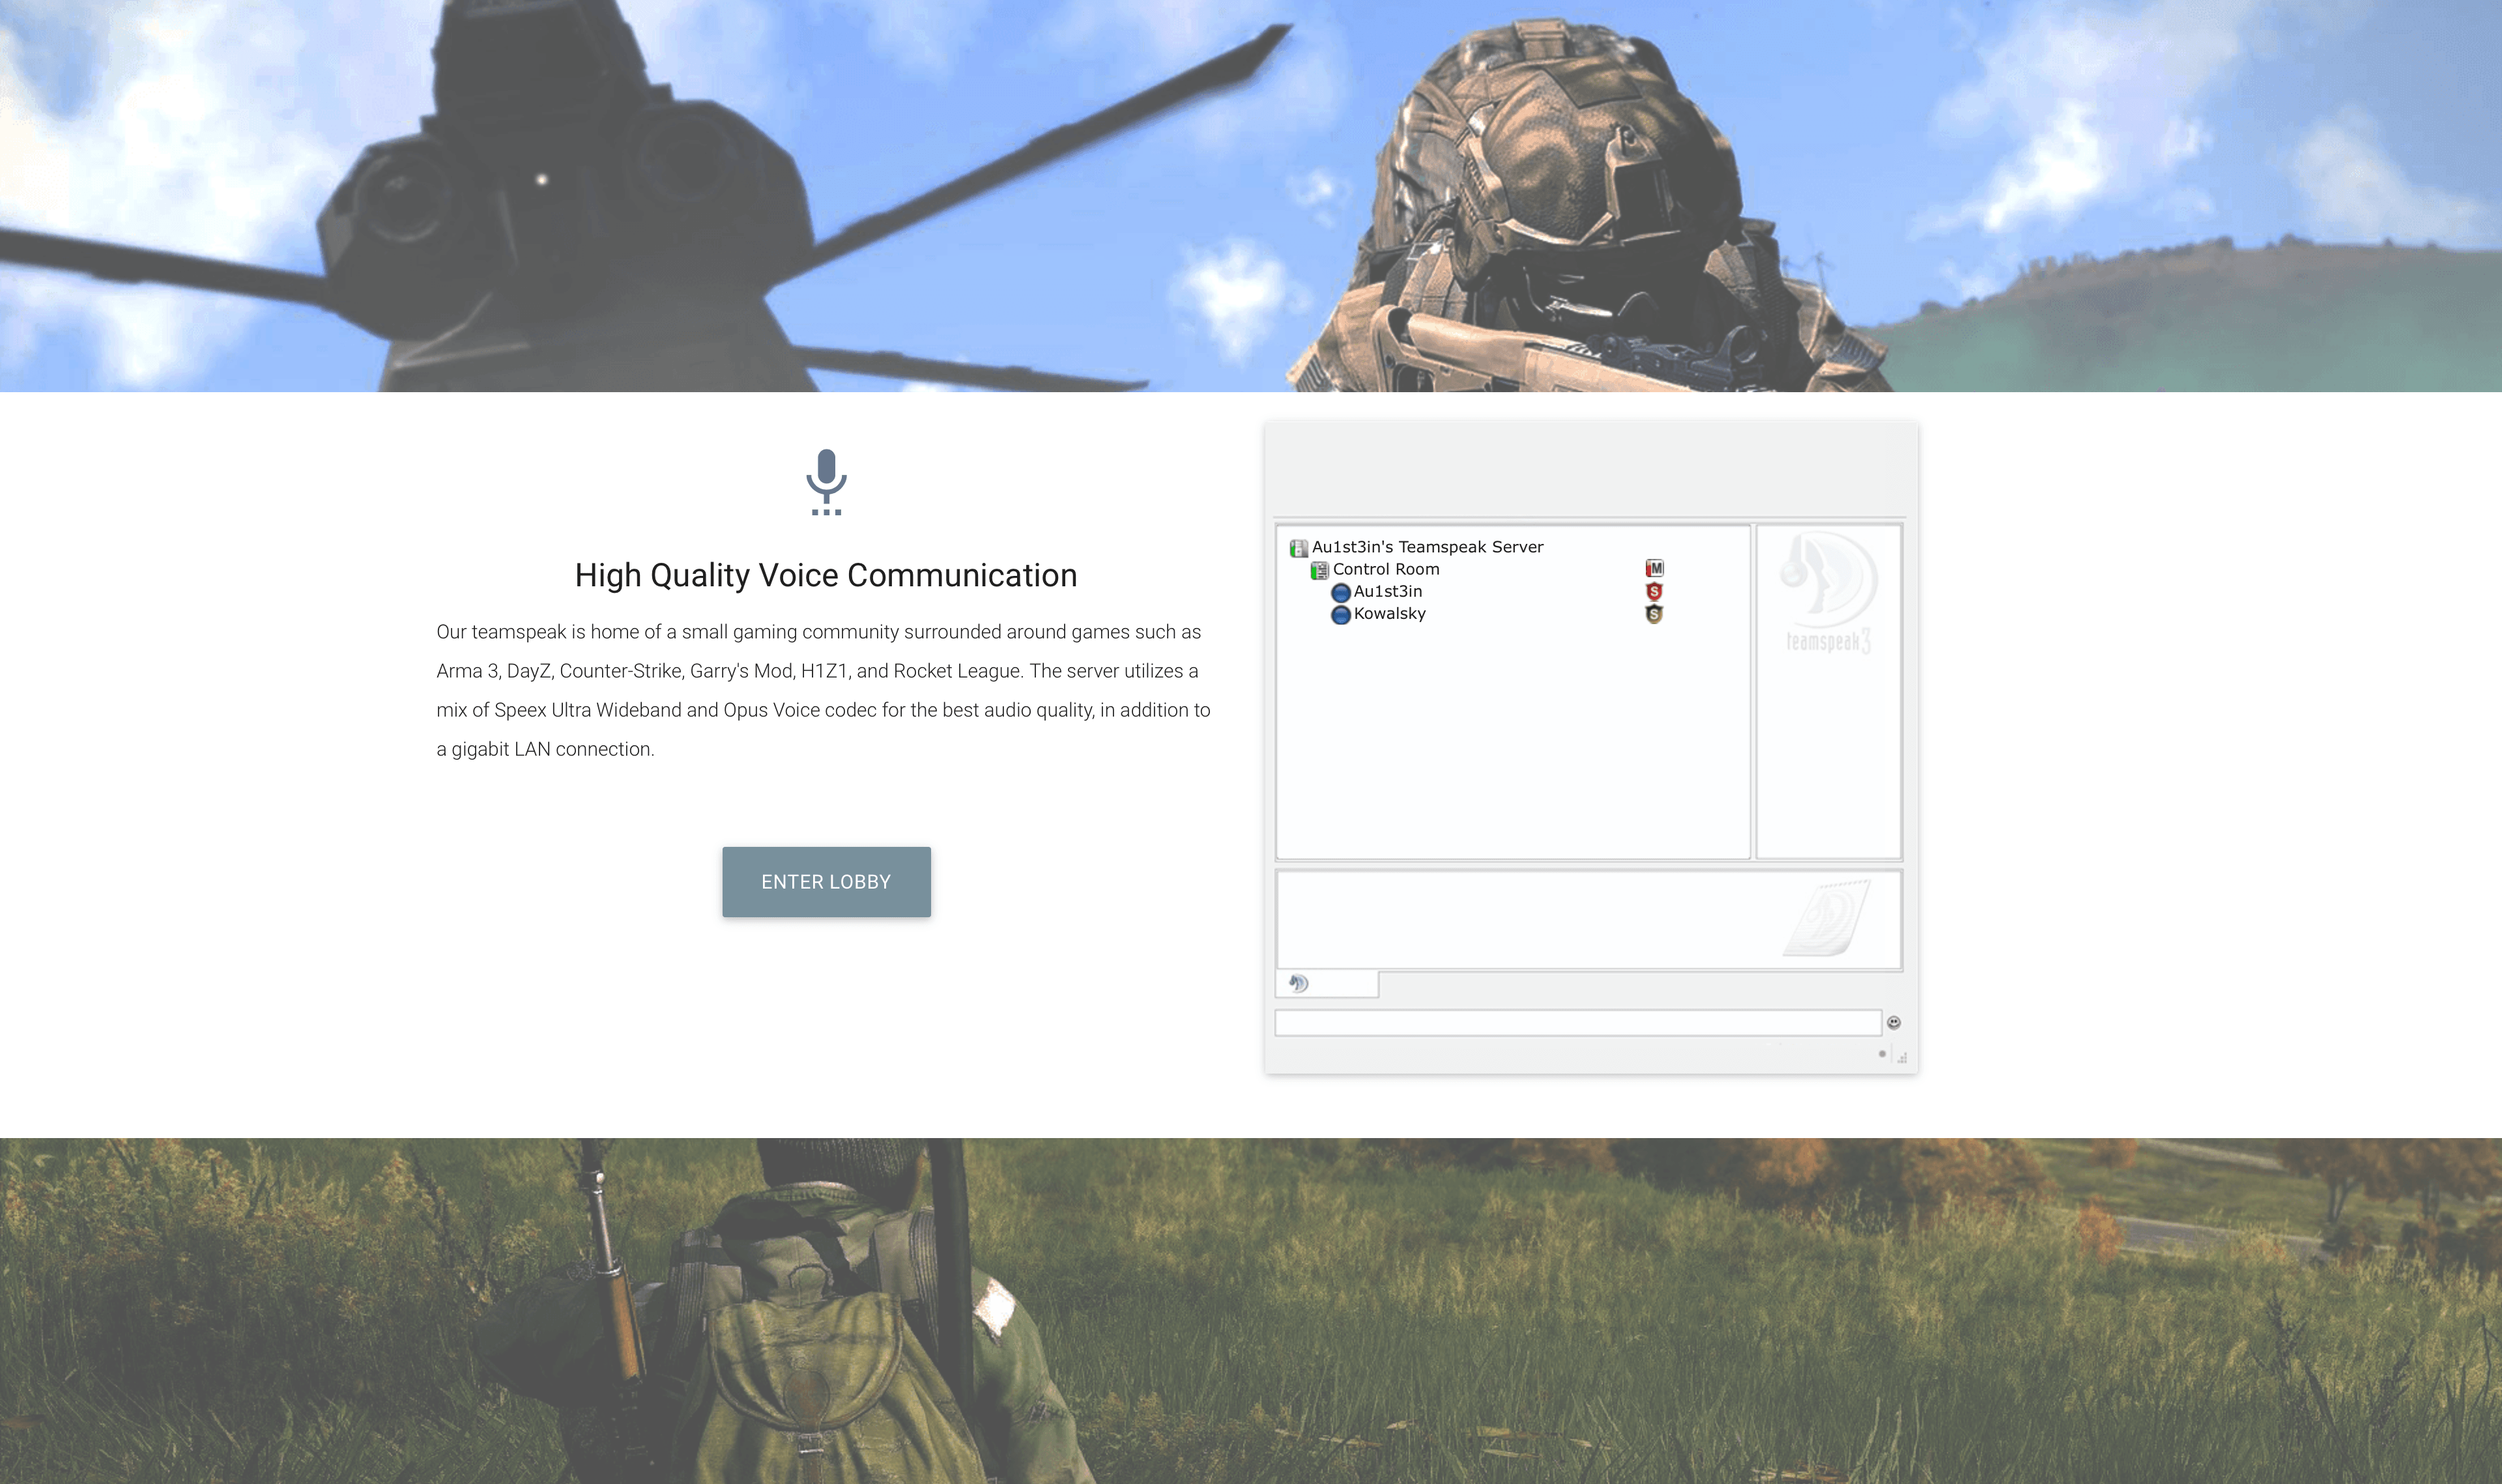 High Quality Voice Communication
Our teamspeak is home of a small gaming community surrounded around games such as
Arma 3, DayZ, Counter-Strike, Garry's Mod, H1Z1, and Rocket League. The server utilizes a
mix of Speex Ultra Wideband and Opus Voice codec for the best audio quality, in addition to
a gigabit LAN connection.
ENTER LOBBY
Au1st3in's Teamspeak Server
Control Room M
Au1st3in S
Kowalsky S
teamspeak3